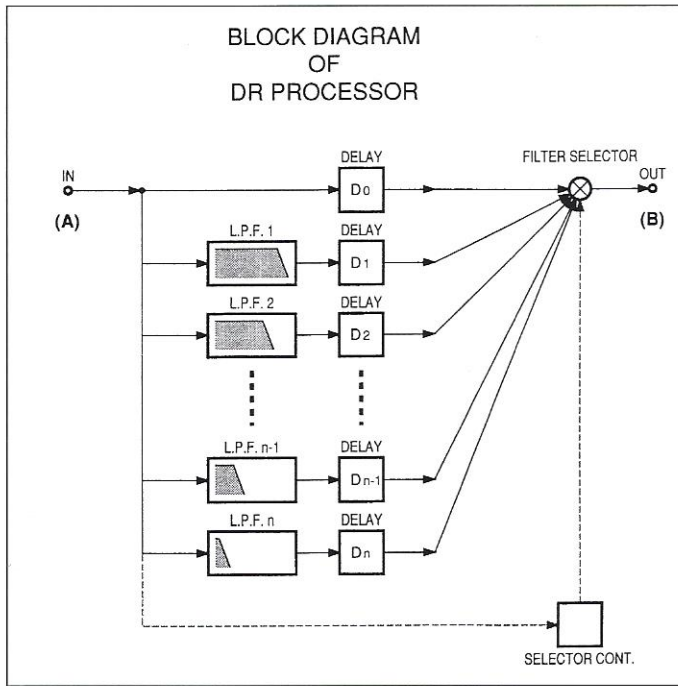 BLOCK DIAGRAM
OF
DR PROCESSOR
DELAY
FILTER SELECTOR
IN
OUT
D0
(A)
(B)
L.P.F. 1
DELAY
D1
L.P.F. 2
DELAY
D2
L.P.F. n-1
DELAY
Dn-1
L.P.F. n
DELAY
Dn
SELECTOR CONT.